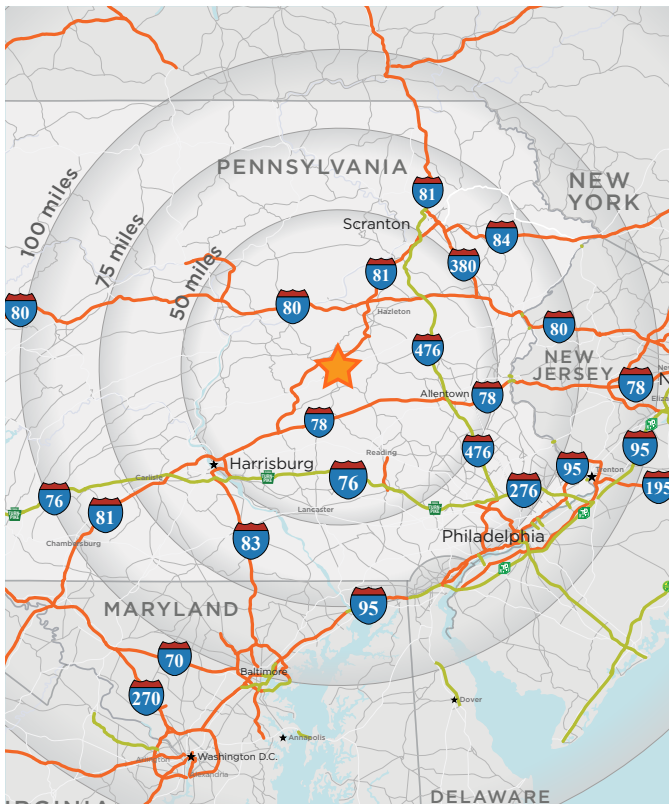 PENNSYLVANIA
NEW
YORK
81
100 miles
Scranton
84
75 miles
380
81
50 miles
80
80
Hazleton
80
476
NEW
JERSEY
78
Allentown
78
78
Reading
Harrisburg
476
95
95
Trenton
Carlisle
76
76
276
195
81
Lancaster
Chambersburg
83
Philadelphia
MARYLAND
95
70
Baltimore
270
Dover
Annapolis
Washington D.C.
DELAWARE